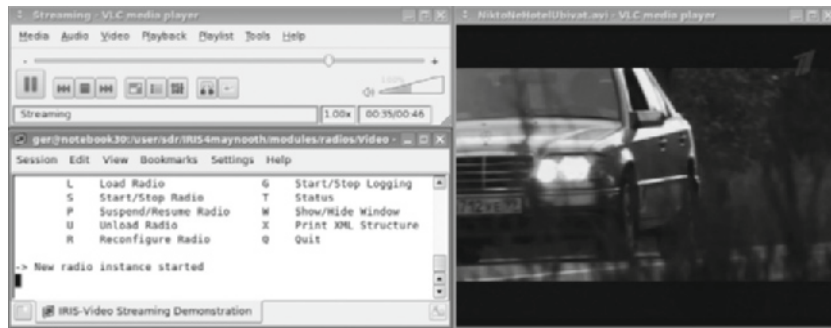 Streaming - VLC media player
Media Audio Video Playback Playlist Tools Help
- +
100%
Streaming 1.00x 00:35/00:46
ger@notebook30:/user/sdr/IRIS4maynooth/modules/radios/Video -
Session Edit View Bookmarks Settings Help
L Load Radio G Start/Stop Logging
S Start/Stop Radio T Status
P Suspend/Resume Radio W Show/Hide Window
U Unload Radio X Print XML Structure
R Reconfigure Radio Q Quit
-> New radio instance started
IRIS-Video Streaming Demonstration
NiktoNeHotelUbivat.avi - VLC media player
1